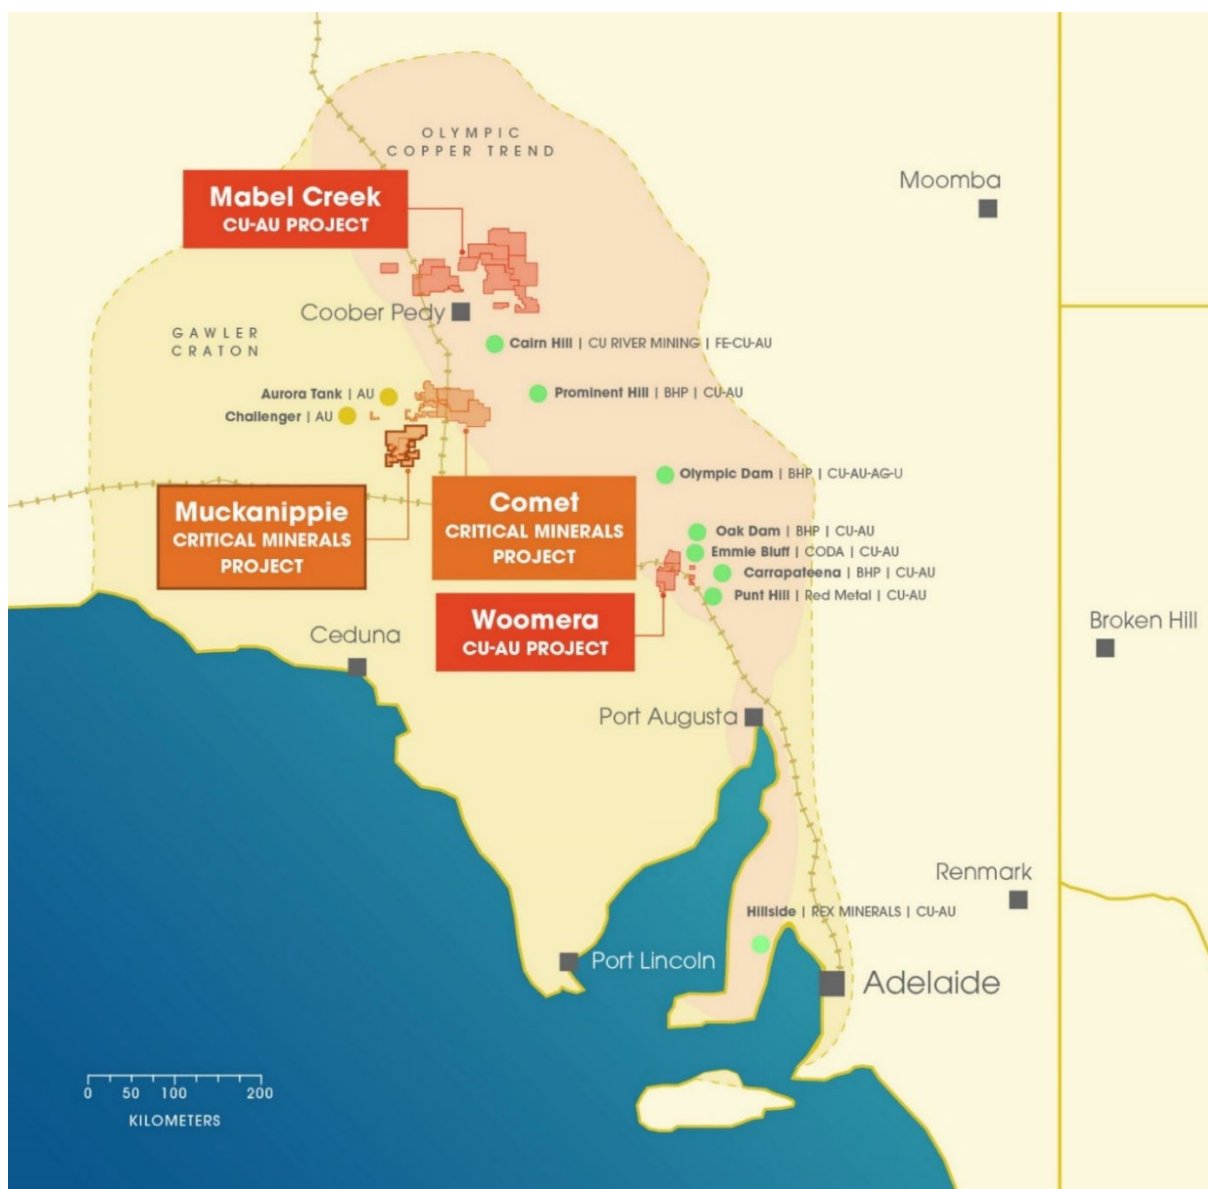 OLYMPIC
COPPER TREND
Mabel Creek
CU-AU PROJECT
Moomba
Coober Pedy
GAWLER
CRATON
Cairn Hill | CU RIVER MINING | FE-CU-AU
Aurora Tank | AU
Prominent Hill | BHP | CU-AU
Challenger | AU
Olympic Dam | BHP | CU-AU-AG-U
Muckanippie
CRITICAL MINERALS
PROJECT
Comet
CRITICAL MINERALS
PROJECT
Oak Dam | BHP | CU-AU
Emmie Bluff | CODA | CU-AU
Carrapateena | BHP | CU-AU
Punt Hill | Red Metal | CU-AU
Woomera
CU-AU PROJECT
Ceduna
Broken Hill
Port Augusta
Renmark
Hillside | REX MINERALS | CU-AU
Port Lincoln
Adelaide
0 50 100 200
KILOMETERS